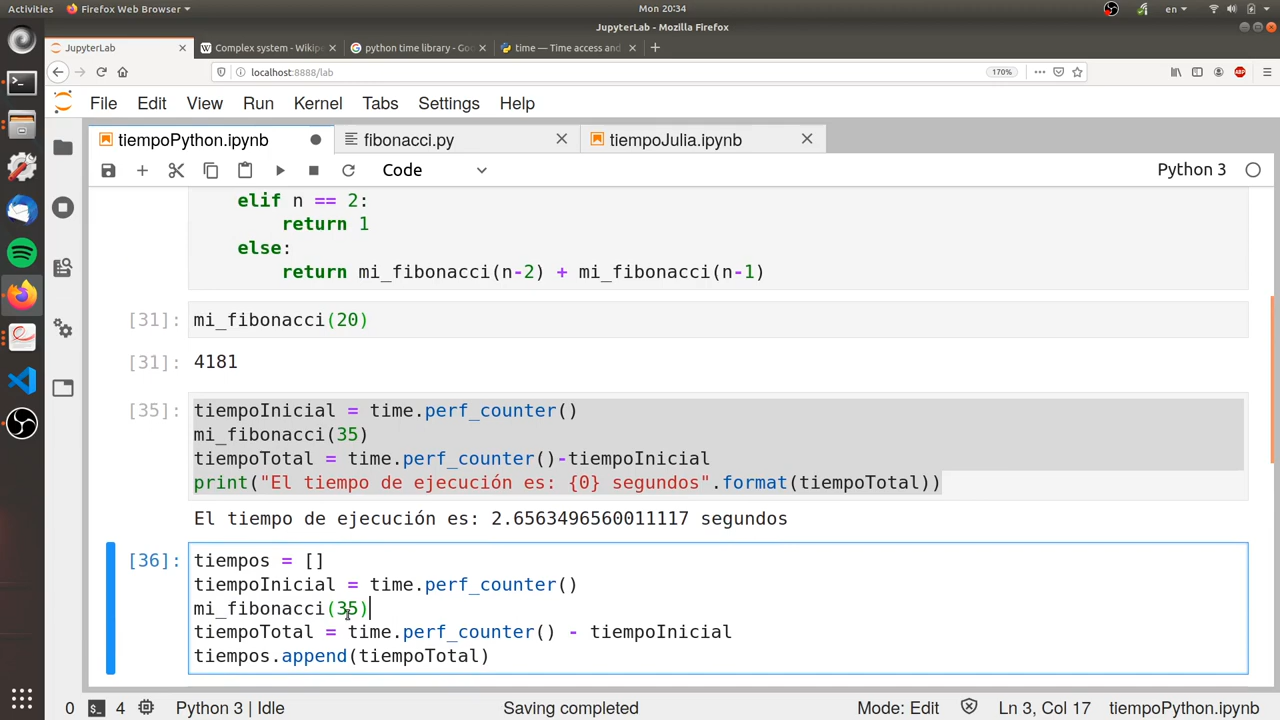 Activities Firefox Web Browser Mon 20:34 en
JupyterLab - Mozilla Firefox
JupyterLab Complex system - Wikip python time library - Goo time — Time access and
localhost:8888/lab 170% ABP
File Edit View Run Kernel Tabs Settings Help
tiempoPython.ipynb fibonacci.py tiempoJulia.ipynb
Code Python 3
elif n == 2:
return 1
else:
return mi_fibonacci(n-2) + mi_fibonacci(n-1)
[31]: mi_fibonacci(20)
[31]: 4181
[35]: tiempoInicial = time.perf_counter()
mi_fibonacci(35)
tiempoTotal = time.perf_counter()-tiempoInicial
print("El tiempo de ejecución es: {0} segundos".format(tiempoTotal))
El tiempo de ejecución es: 2.6563496560011117 segundos
[36]: tiempos = []
tiempoInicial = time.perf_counter()
mi_fibonacci(35)
tiempoTotal = time.perf_counter() - tiempoInicial
tiempos.append(tiempoTotal)
0 4 Python 3 | Idle Saving completed Mode: Edit Ln 3, Col 17 tiempoPython.ipynb